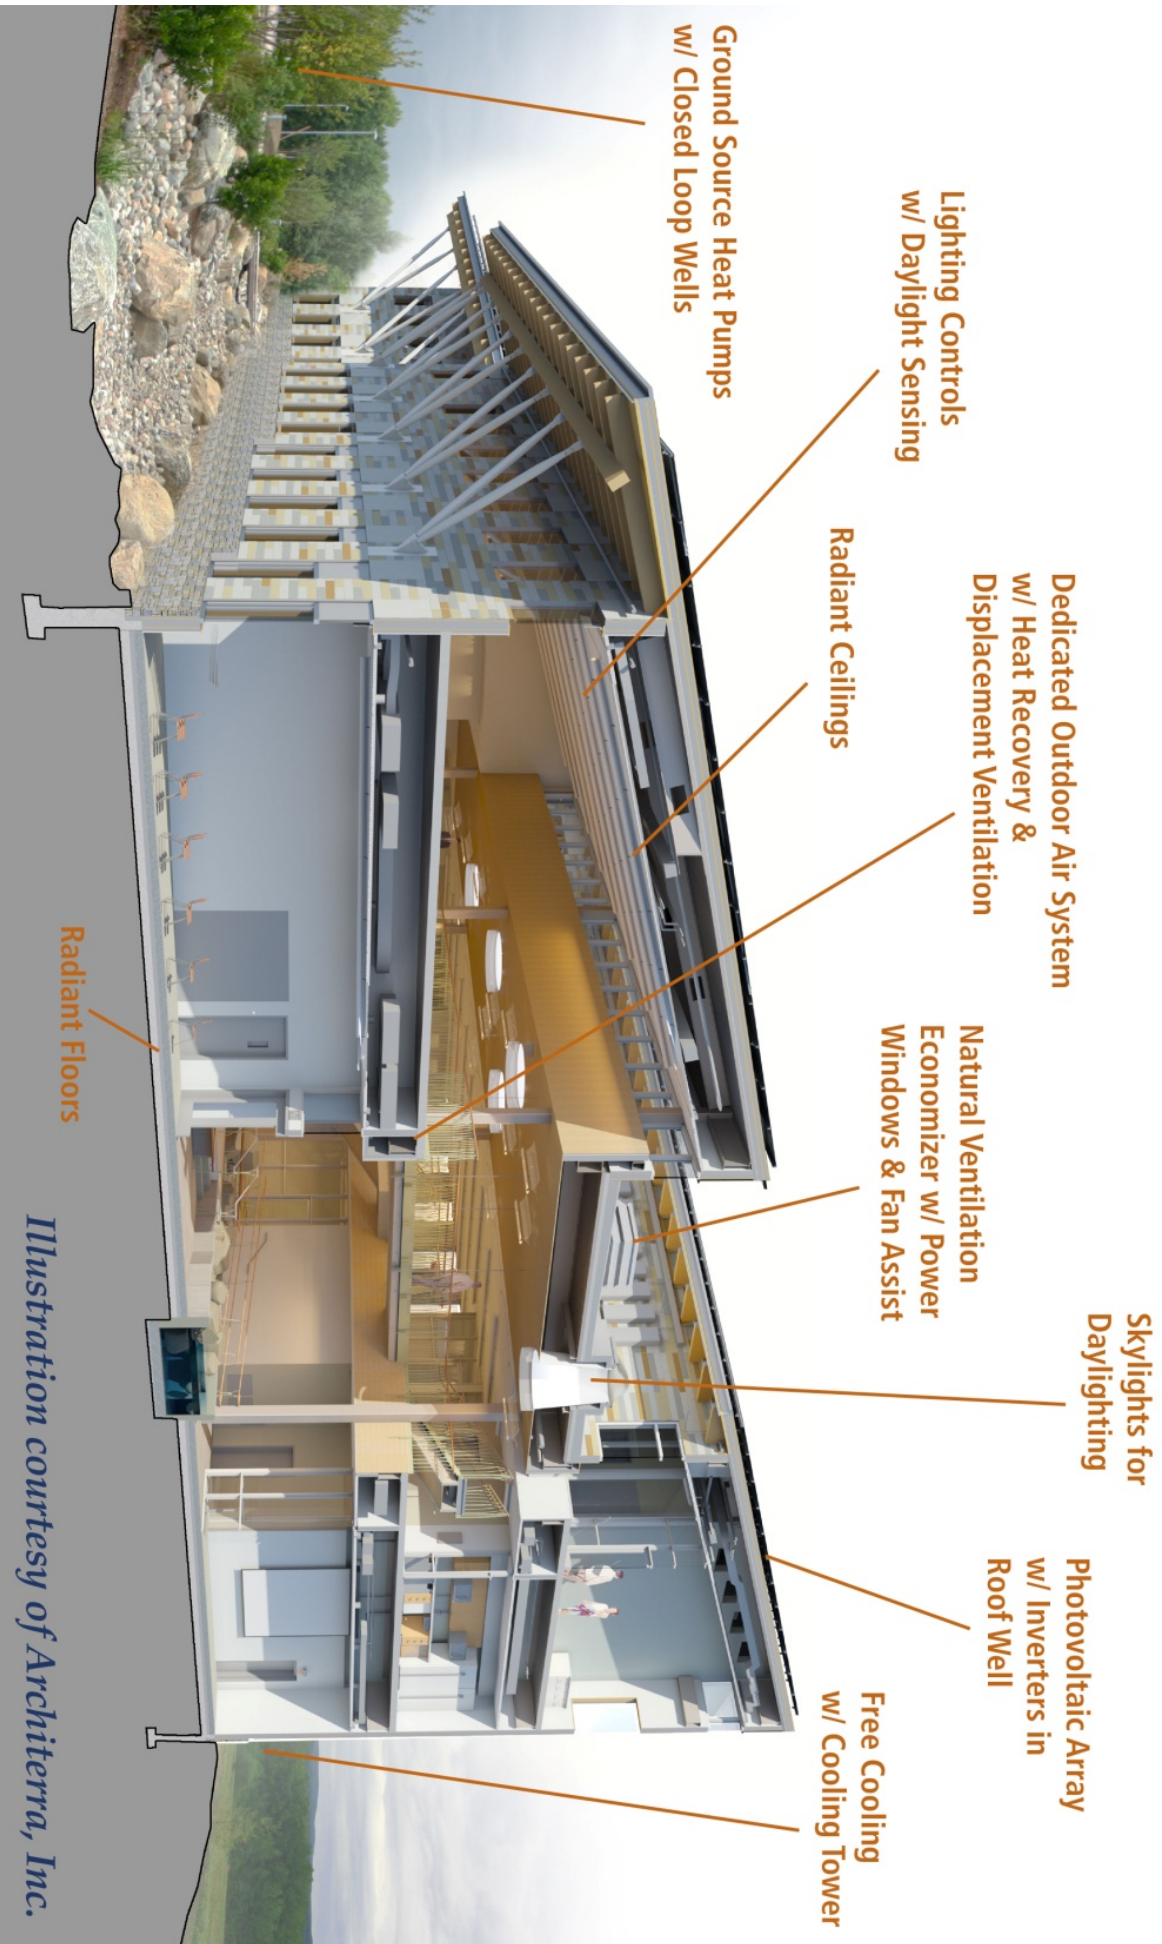 Ground Source Heat Pumps
w/ Closed Loop Wells
Lighting Controls
w/ Daylight Sensing
Radiant Ceilings
Dedicated Outdoor Air System
w/ Heat Recovery &
Displacement Ventilation
Natural Ventilation
Economizer w/ Power
Windows & Fan Assist
Skylights for
Daylighting
Photovoltaic Array
w/ Inverters in
Roof Well
Free Cooling
w/ Cooling Tower
Radiant Floors
Illustration courtesy of Architerra, Inc.